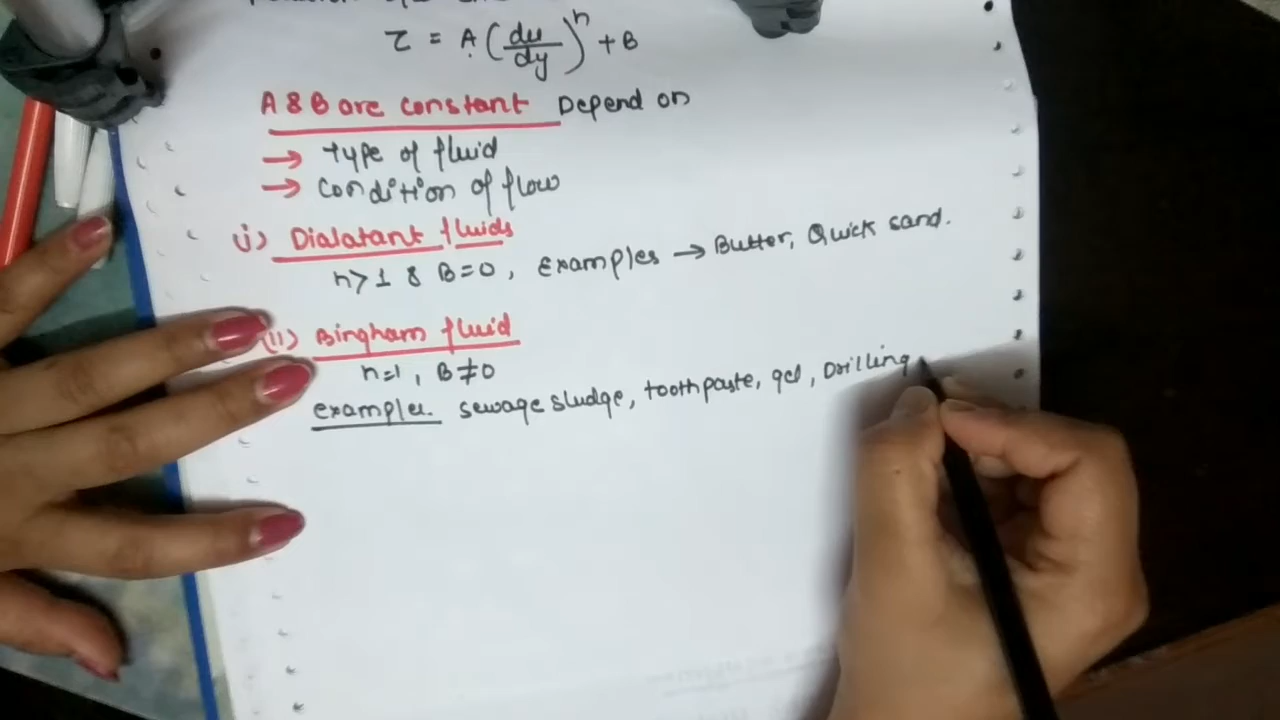 τ = A (du/dy)^n + B
A & B are constant Depend on
→ Type of fluid
→ Condition of flow
(i) Dialatant fluids
n > 1 & B = 0, Examples → Butter, Quick sand.
(ii) Bingham fluid
n=1, B ≠ 0
examples. sewage sludge, toothpaste, gel, Drilling